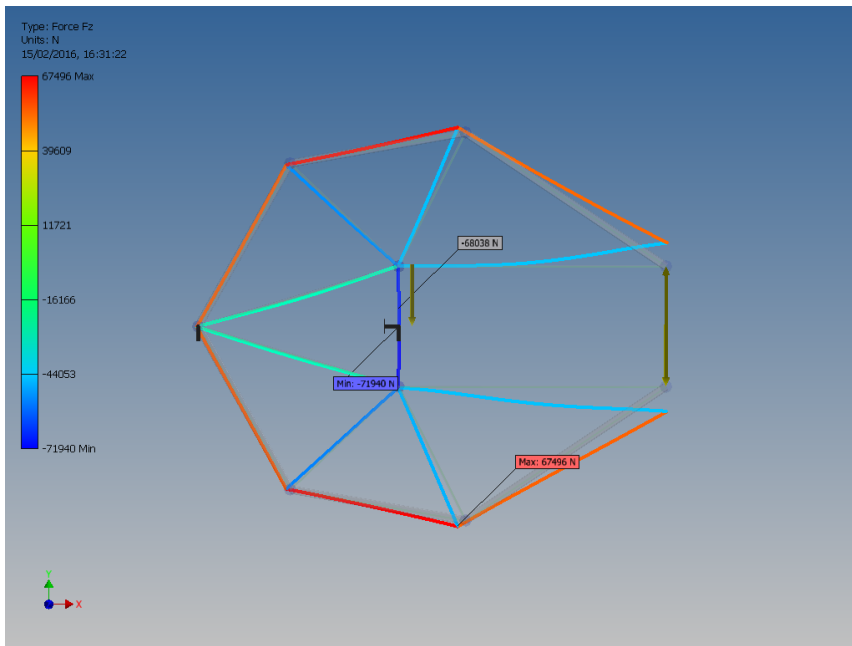 Type: Force Fz
Units: N
15/02/2016, 16:31:22
67496 Max
39609
11721
-16166
-44053
-71940 Min
-68038 N
Min: -71940 N
Max: 67496 N
Y
X